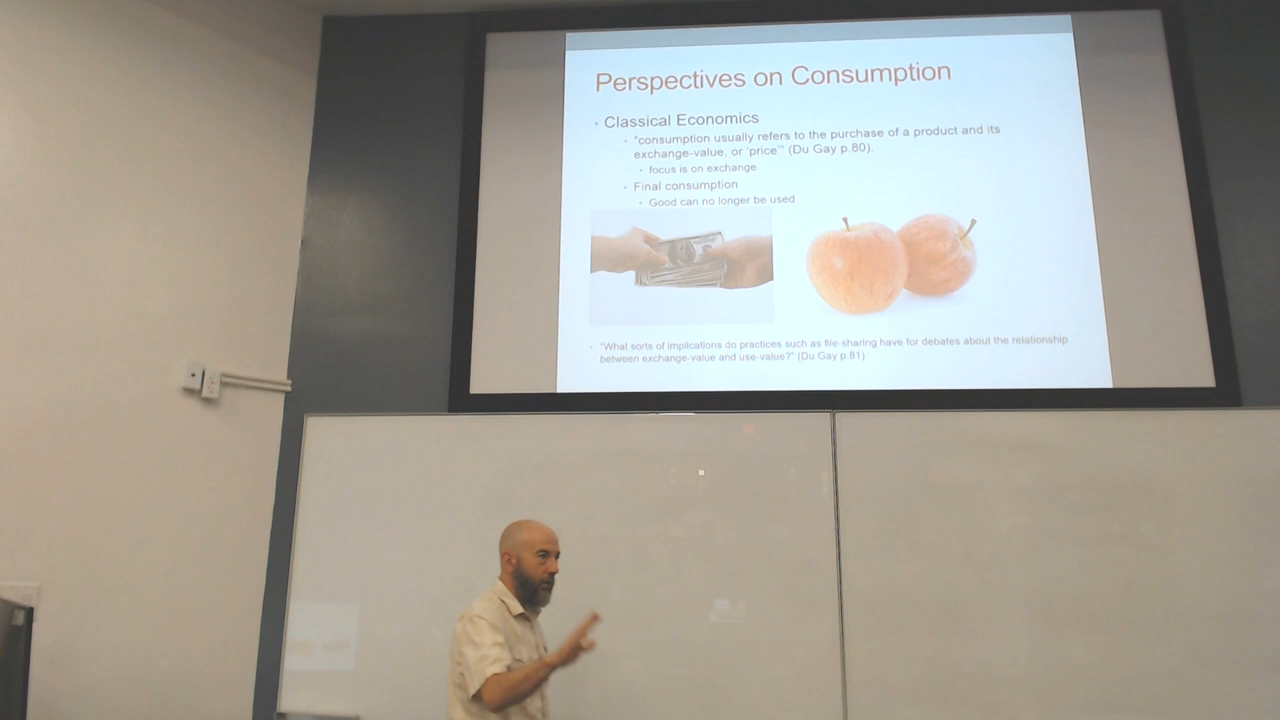 Perspectives on Consumption
• Classical Economics
• "consumption usually refers to the purchase of a product and its
exchange-value, or 'price'" (Du Gay p.80).
• focus is on exchange
• Final consumption
• Good can no longer be used
• "What sorts of implications do practices such as file-sharing have for debates about the relationship
between exchange-value and use-value?" (Du Gay p.81)